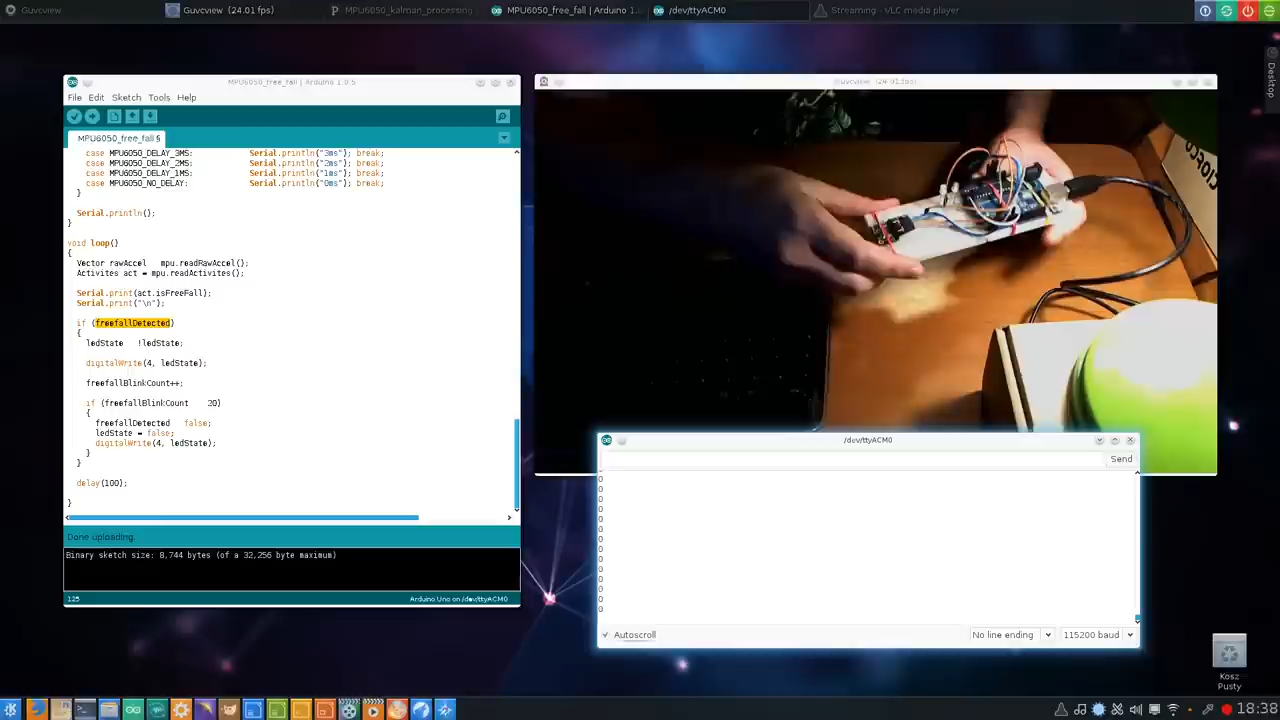 Guvcview
Guvcview (24.01 fps)
MPU6050_kalman_processing
MPU6050_free_fall | Arduino 1.
/dev/ttyACM0
Streaming - VLC media player
Desktop
MPU6050_free_fall | Arduino 1.0.5
File Edit Sketch Tools Help
MPU6050_free_fall §
case MPU6050_DELAY_3MS: Serial.println("3ms"); break;
case MPU6050_DELAY_2MS: Serial.println("2ms"); break;
case MPU6050_DELAY_1MS: Serial.println("1ms"); break;
case MPU6050_NO_DELAY: Serial.println("0ms"); break;
}
Serial.println();
}
void loop()
{
Vector rawAccel mpu.readRawAccel();
Activites act = mpu.readActivites();
Serial.print(act.isFreeFall);
Serial.print("\n");
if (freefallDetected)
{
ledState !ledState;
digitalWrite(4, ledState);
freefallBlinkCount++;
if (freefallBlinkCount 20)
{
freefallDetected false;
ledState = false;
digitalWrite(4, ledState);
}
}
delay(100);
}
Done uploading.
Binary sketch size: 8,744 bytes (of a 32,256 byte maximum)
125
Arduino Uno on /dev/ttyACM0
Guvcview (24.01 fps)
/dev/ttyACM0
Send
0
0
0
0
0
0
0
0
0
0
0
0
0
0
Autoscroll
No line ending
115200 baud
Kosz
Pusty
18:38